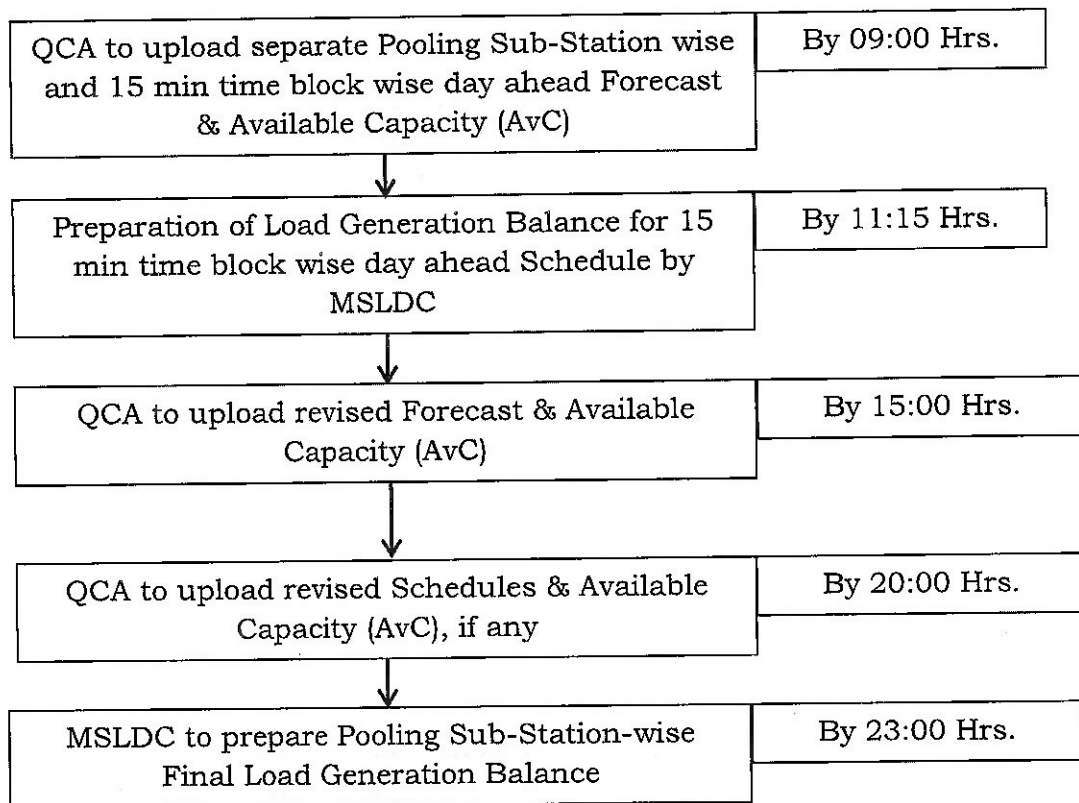 QCA to upload separate Pooling Sub-Station wise
and 15 min time block wise day ahead Forecast
& Available Capacity (AvC)
By 09:00 Hrs.
Preparation of Load Generation Balance for 15
min time block wise day ahead Schedule by
MSLDC
By 11:15 Hrs.
QCA to upload revised Forecast & Available
Capacity (AvC)
By 15:00 Hrs.
QCA to upload revised Schedules & Available
Capacity (AvC), if any
By 20:00 Hrs.
MSLDC to prepare Pooling Sub-Station-wise
Final Load Generation Balance
By 23:00 Hrs.